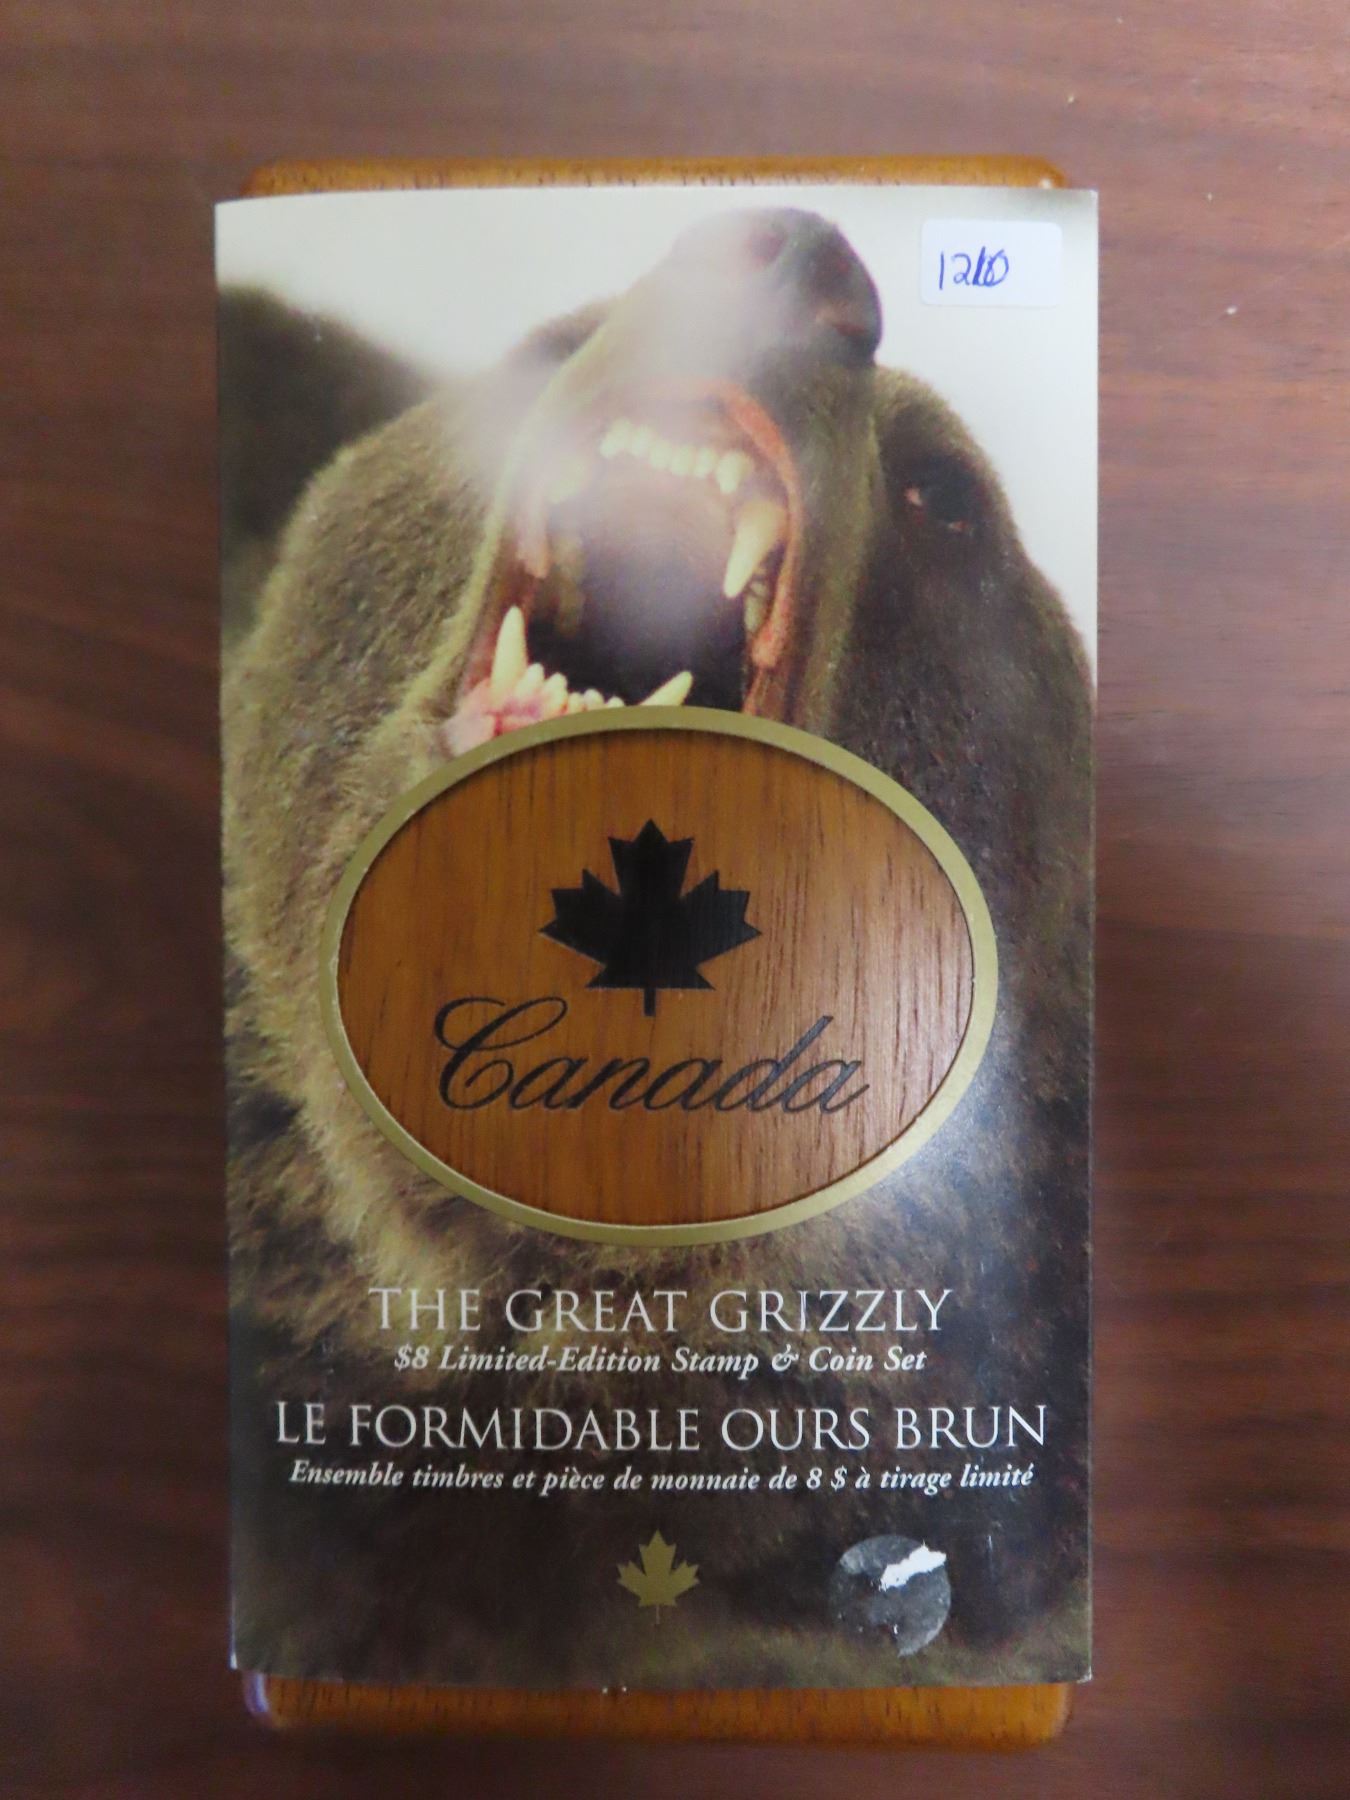 Canada
THE GREAT GRIZZLY
$8 Limited-Edition Stamp & Coin Set
LE FORMIDABLE OURS BRUN
Ensemble timbres et pièce de monnaie de 8 $ à tirage limité